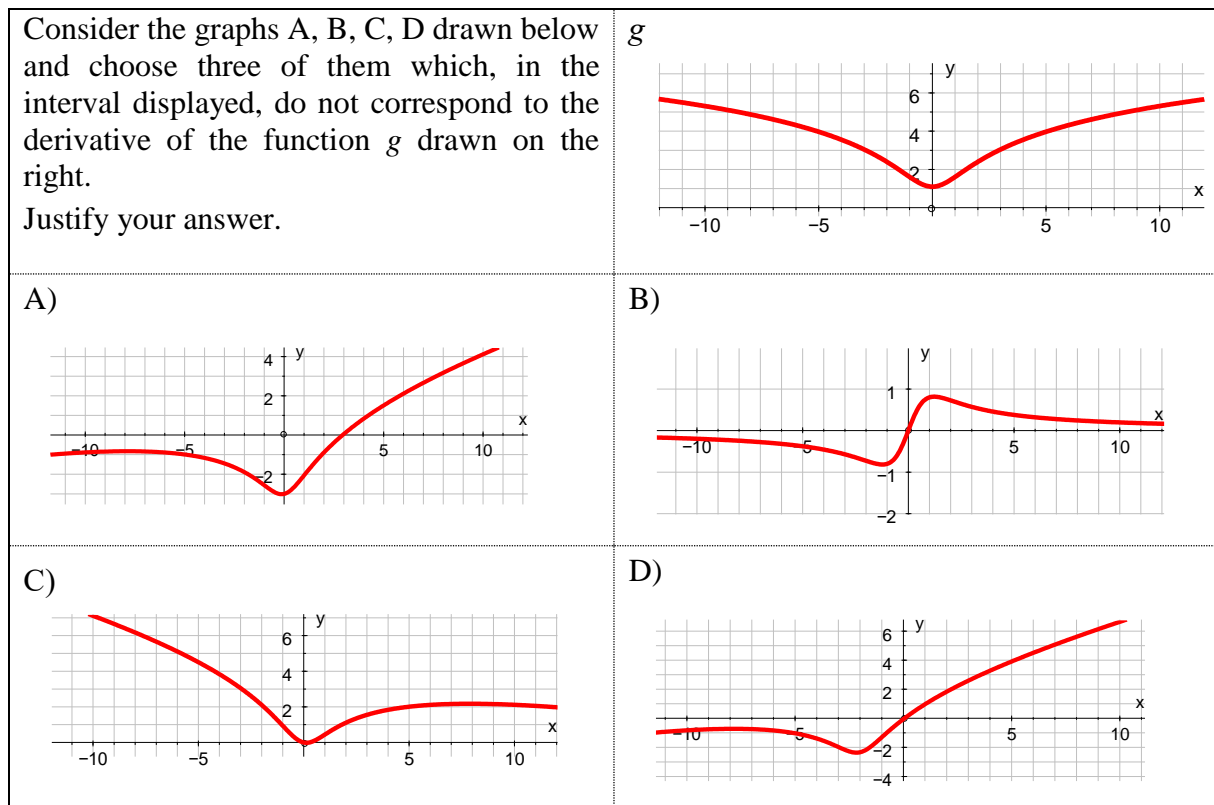 Consider the graphs A, B, C, D drawn below
and choose three of them which, in the
interval displayed, do not correspond to the
derivative of the function g drawn on the
right.
Justify your answer.
g
y
6
4
2
x
−10
−5
5
10
A)
y
4
2
x
−10
−5
5
10
−2
B)
y
1
x
−10
−5
5
10
−1
−2
C)
y
6
4
2
x
−10
−5
5
10
D)
y
6
4
2
x
−10
−5
5
10
−2
−4